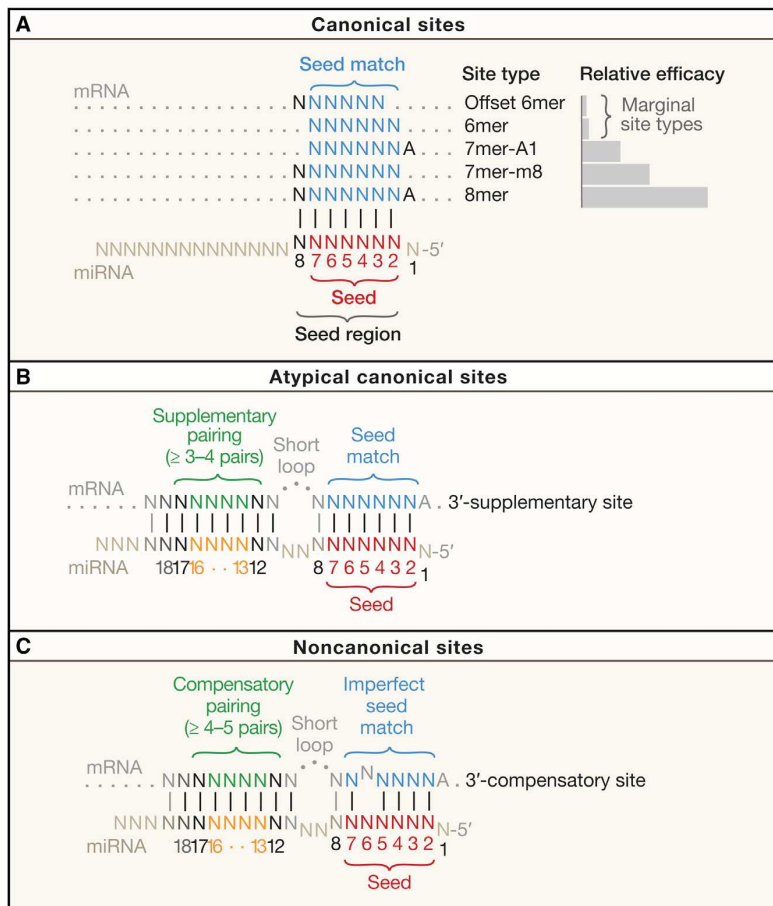 A Canonical sites
Seed match
Site type
Relative efficacy
mRNA
. . . . . . . . . . . . . . . NNNNNN . . . . Offset 6mer
. . . . . . . . . . . . . . . . NNNNNN . . . . 6mer
. . . . . . . . . . . . . . . . NNNNNNA . . . 7mer-A1
. . . . . . . . . . . . . . . NNNNNNN . . . . 7mer-m8
. . . . . . . . . . . . . . . NNNNNNNA . . . 8mer
Marginal
site types
NNNNNNNNNNNNNN NNNNNNN N-5′
8 7 6 5 4 3 2 1
miRNA
Seed
Seed region
B Atypical canonical sites
Supplementary
pairing
(≥ 3–4 pairs)
Short
loop
Seed
match
mRNA
. . . . . . NNNNNNNNN . • . NNNNNNNA . 3′-supplementary site
NNN NNNNNNNNN NN NNNNNNN N-5′
miRNA
18 17 16 · · 13 12 8 7 6 5 4 3 2 1
Seed
C Noncanonical sites
Compensatory
pairing
(≥ 4–5 pairs)
Short
loop
Imperfect
seed
match
mRNA
. . . . . . NNNNNNNNN . • . NNNNNNNA . 3′-compensatory site
NNN NNNNNNNNN NN NNNNNNN N-5′
miRNA
18 17 16 · · 13 12 8 7 6 5 4 3 2 1
Seed